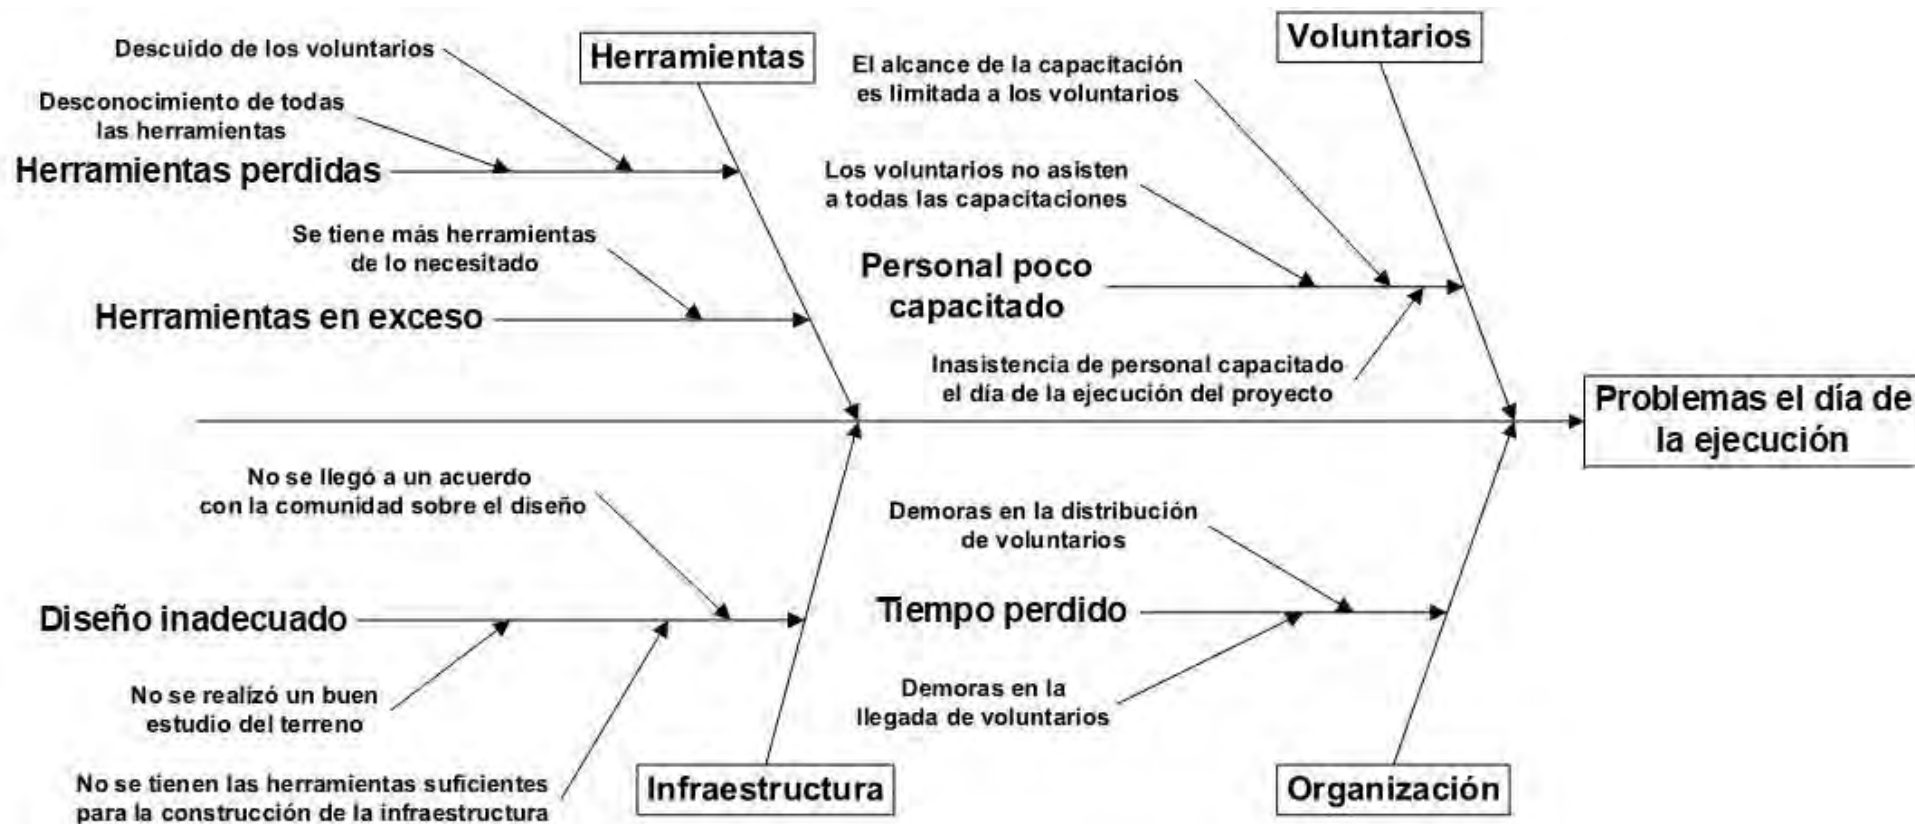 Descuido de los voluntarios
Herramientas
Desconocimiento de todas
las herramientas
Herramientas perdidas
Se tiene más herramientas
de lo necesitado
Herramientas en exceso
Voluntarios
El alcance de la capacitación
es limitada a los voluntarios
Los voluntarios no asisten
a todas las capacitaciones
Personal poco
capacitado
Inasistencia de personal capacitado
el día de la ejecución del proyecto
Problemas el día de
la ejecución
No se llegó a un acuerdo
con la comunidad sobre el diseño
Diseño inadecuado
No se realizó un buen
estudio del terreno
No se tienen las herramientas suficientes
para la construcción de la infraestructura
Infraestructura
Demoras en la distribución
de voluntarios
Tiempo perdido
Demoras en la
llegada de voluntarios
Organización